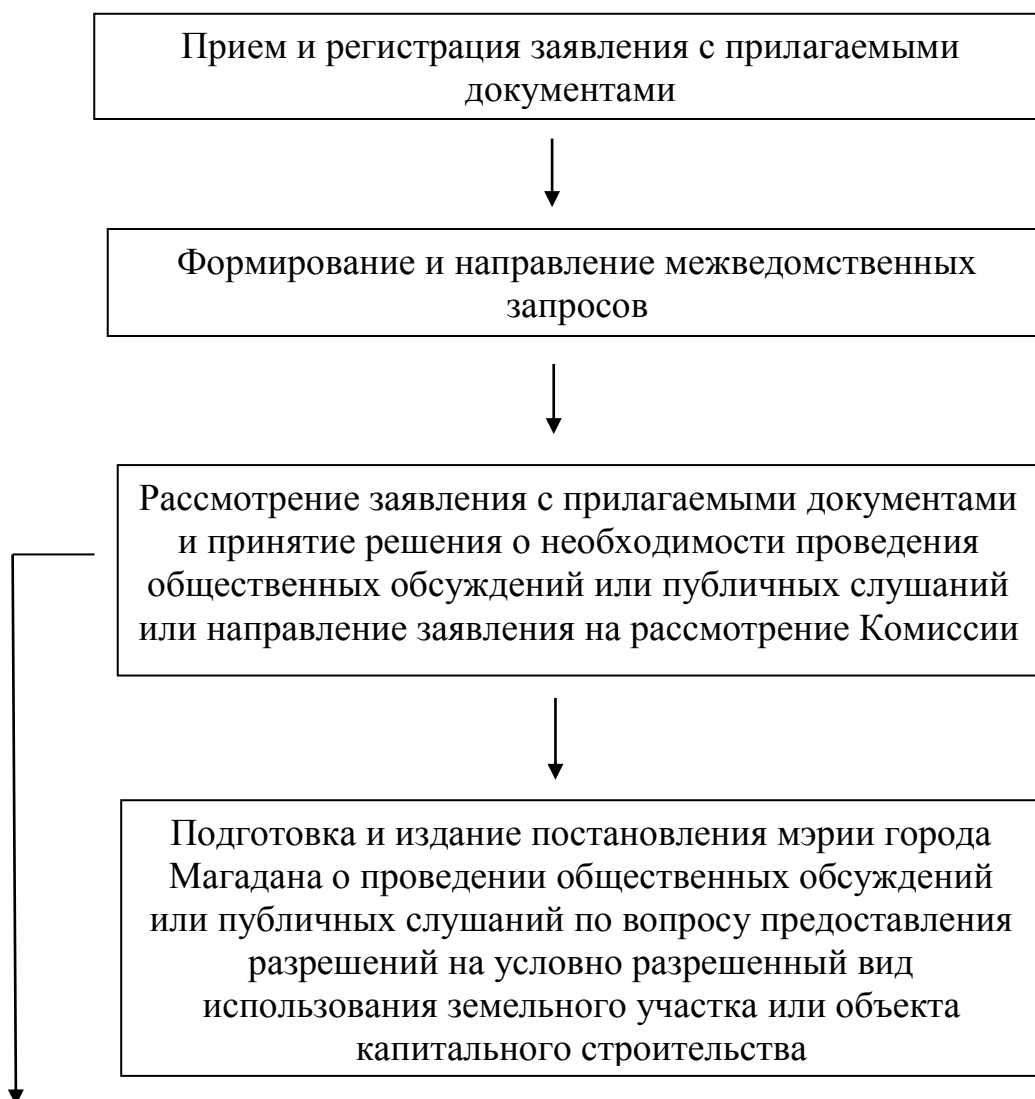 Прием и регистрация заявления с прилагаемыми
документами
Формирование и направление межведомственных
запросов
Рассмотрение заявления с прилагаемыми документами
и принятие решения о необходимости проведения
общественных обсуждений или публичных слушаний
или направление заявления на рассмотрение Комиссии
Подготовка и издание постановления мэрии города
Магадана о проведении общественных обсуждений
или публичных слушаний по вопросу предоставления
разрешений на условно разрешенный вид
использования земельного участка или объекта
капитального строительства